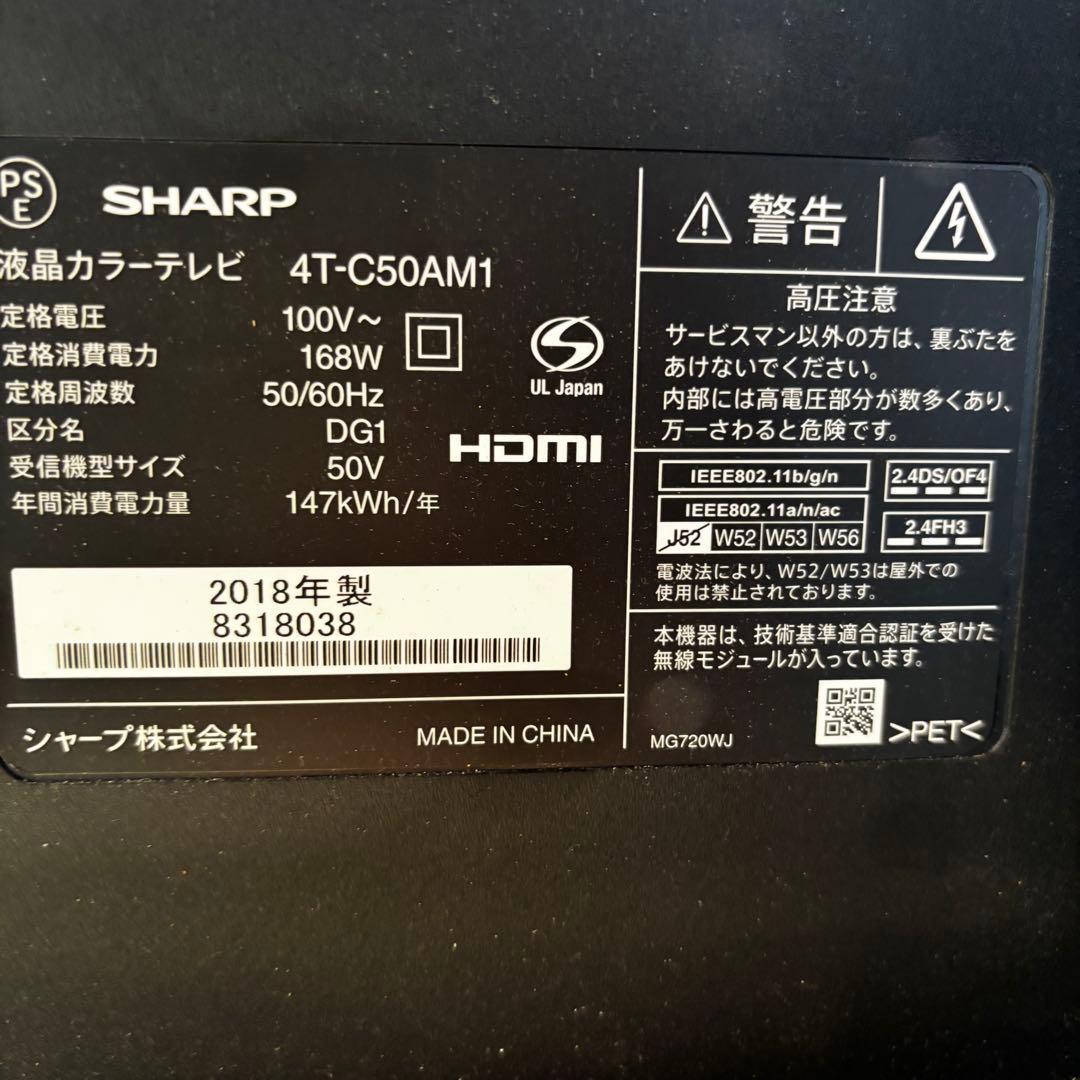 PS
E
SHARP
液晶カラーテレビ 4T-C50AM1
定格電圧 100V~
定格消費電力 168W
定格周波数 50/60Hz
区分名 DG1
受信機型サイズ 50V
年間消費電力量 147kWh/年
UL Japan
HDMI
2018年製
8318038
シャープ株式会社 MADE IN CHINA
警告
高圧注意
サービスマン以外の方は、裏ぶたを
あけないでください。
内部には高電圧部分が数多くあり、
万一さわると危険です。
IEEE802.11b/g/n 2.4DS/OF4
IEEE802.11a/n/ac
J52 W52 W53 W56 2.4FH3
電波法により、W52/W53は屋外での
使用は禁止されております。
本機器は、技術基準適合認証を受けた
無線モジュールが入っています。
MG720WJ >PET<